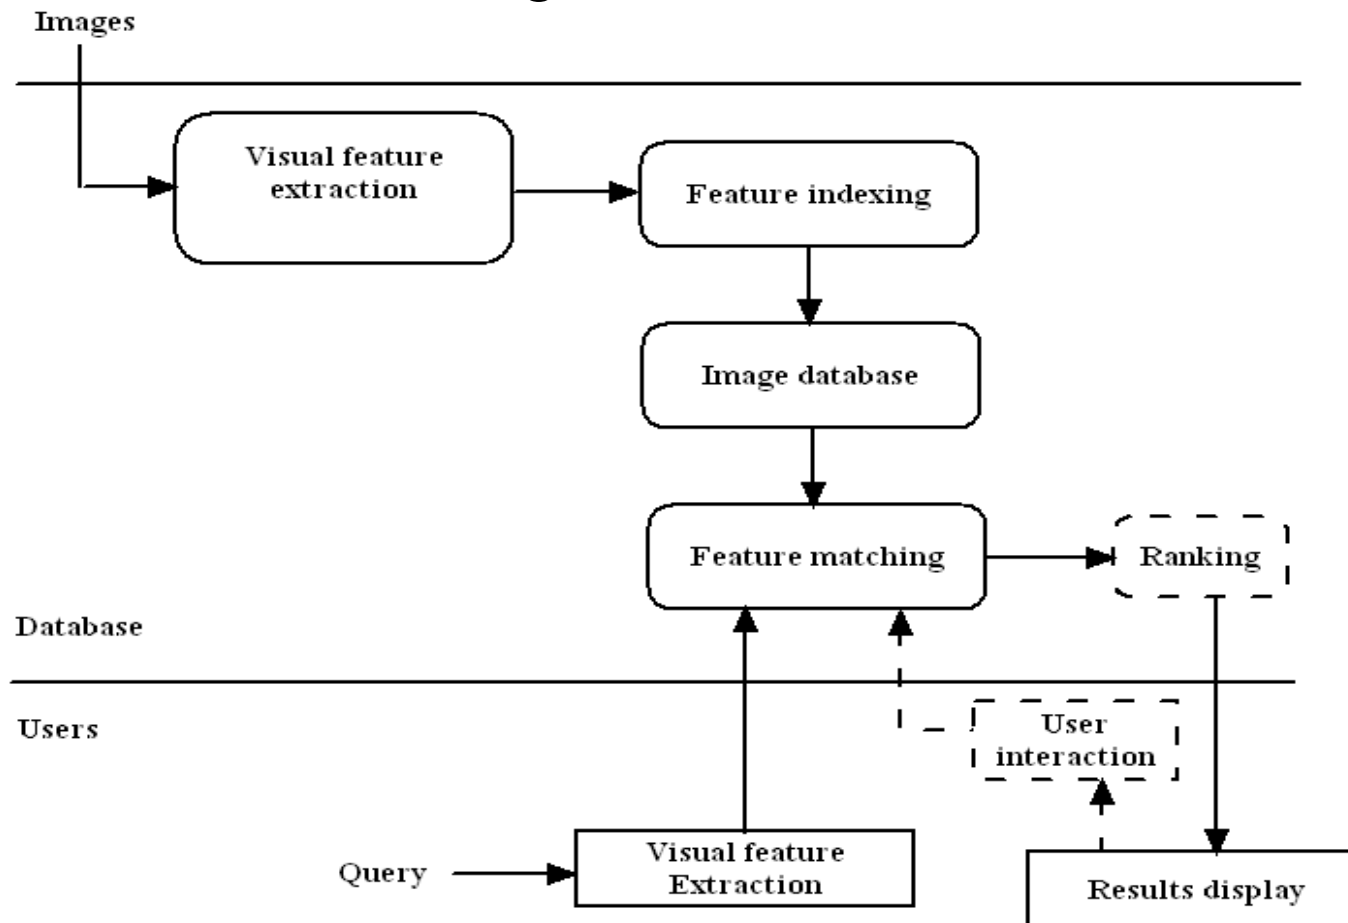 Images
Visual feature
extraction
Feature indexing
Image database
Feature matching
Ranking
Database
Users
User
interaction
Query
Visual feature
Extraction
Results display